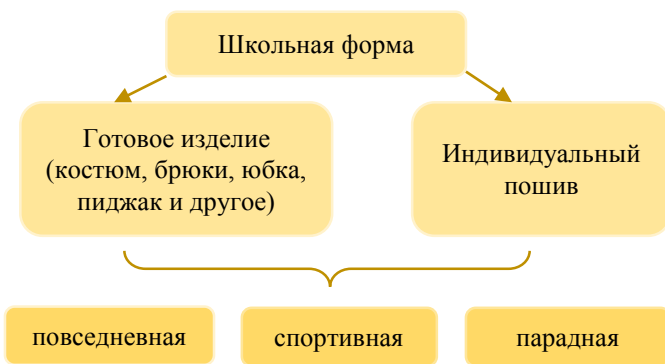 Школьная форма
Готовое изделие
(костюм, брюки, юбка,
пиджак и другое)
Индивидуальный
пошив
повседневная
спортивная
парадная